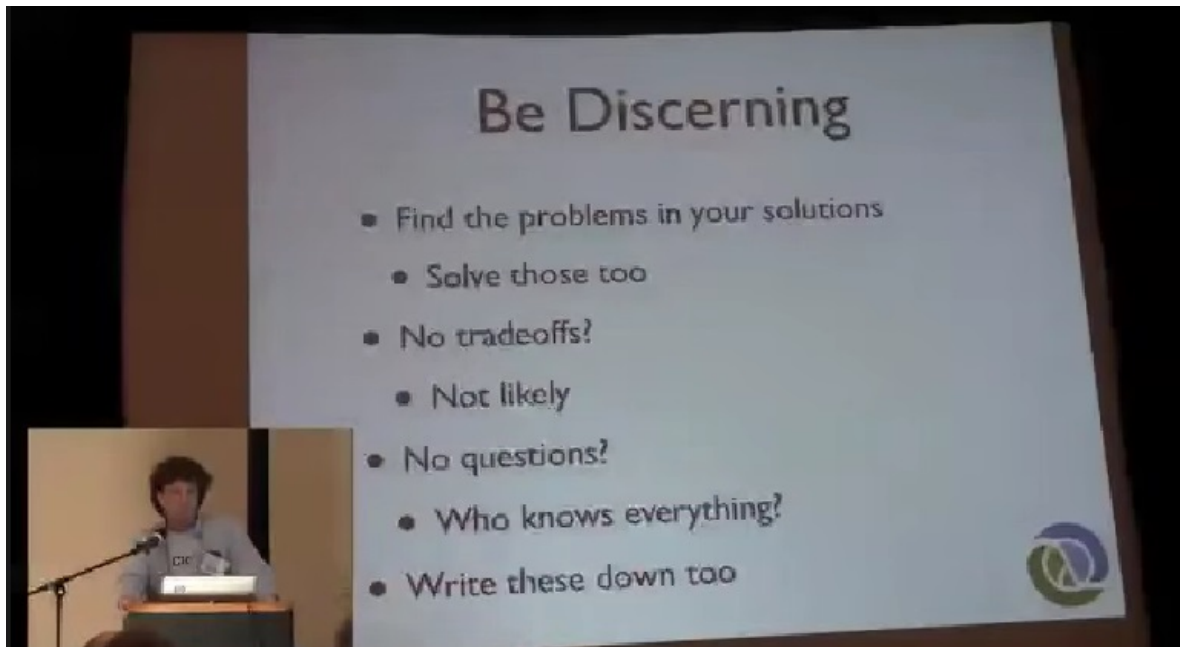 Be Discerning
Find the problems in your solutions
Solve those too
No tradeoffs?
Not likely
No questions?
Who knows everything?
Write these down too